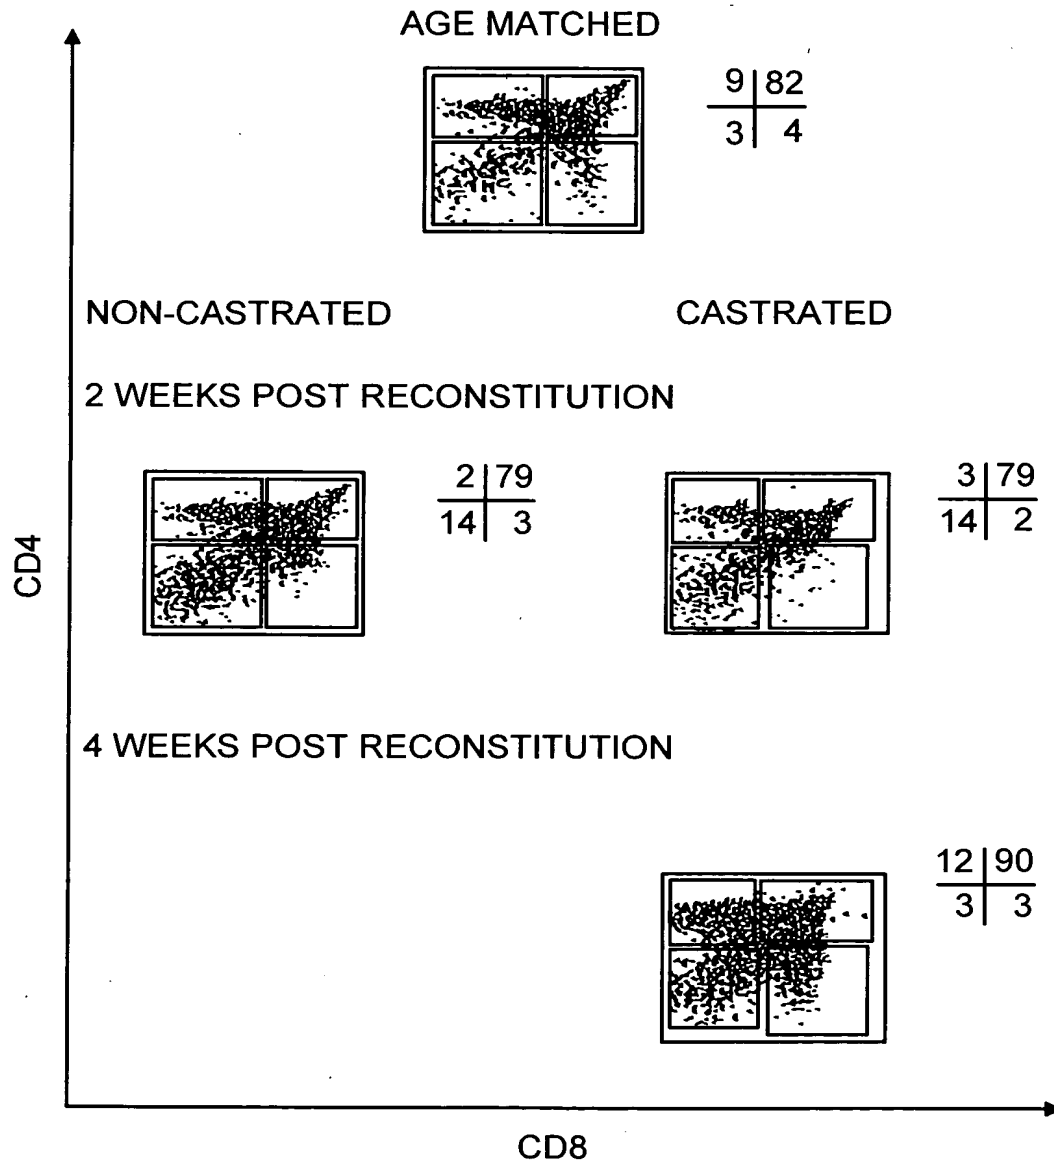 AGE MATCHED
9 82
3 4
NON-CASTRATED CASTRATED
2 WEEKS POST RECONSTITUTION
2 79
14 3
3 79
14 2
CD4
4 WEEKS POST RECONSTITUTION
12 90
3 3
CD8